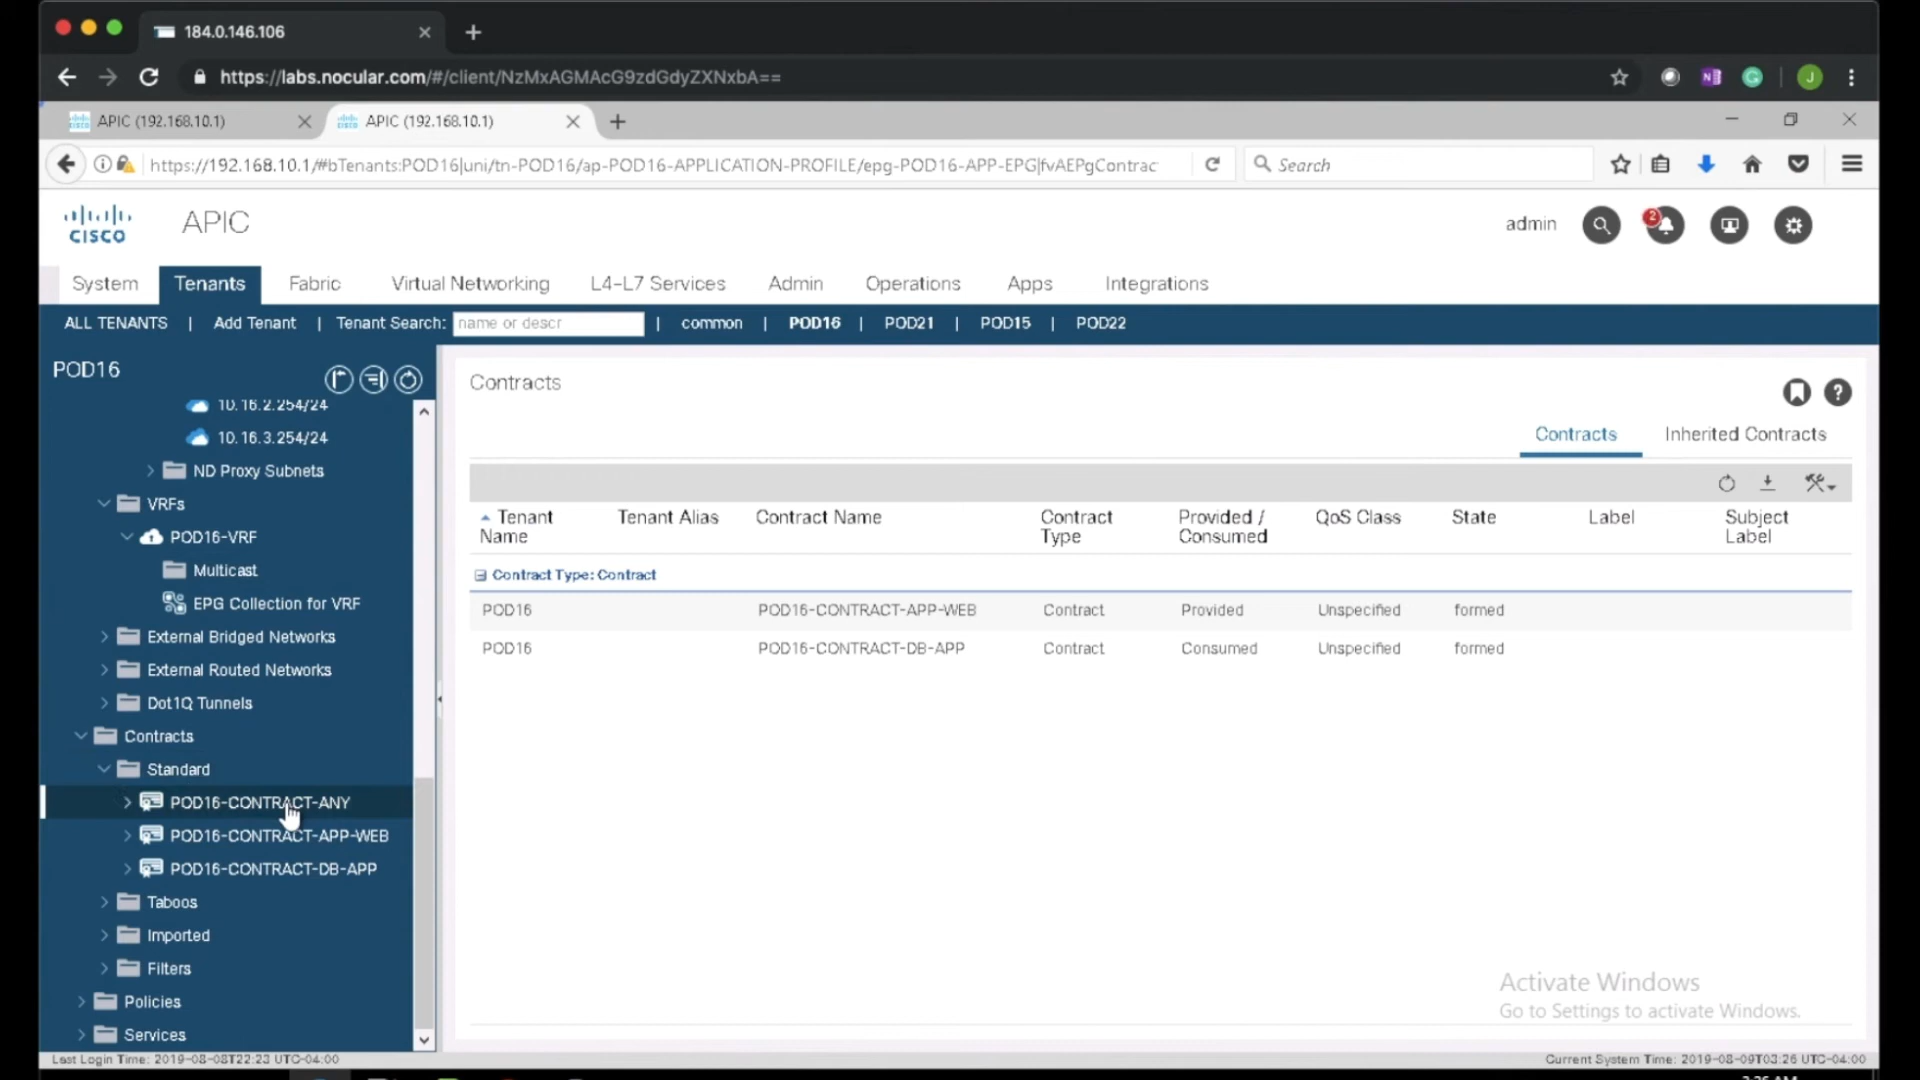 184.0.146.106
https://labs.nocular.com/#/client/NzMxAGMAcG9zdGdyZXNxbA==
N
J
APIC (192.168.10.1)
APIC (192.168.10.1)
https://192.168.10.1/#bTenants:POD16|uni/tn-POD16/ap-POD16-APPLICATION-PROFILE/epg-POD16-APP-EPG|fvAEPgContrac
Search
CISCO
APIC
admin
2
System
Tenants
Fabric
Virtual Networking
L4-L7 Services
Admin
Operations
Apps
Integrations
ALL TENANTS | Add Tenant | Tenant Search: name or descr | common | POD16 | POD21 | POD15 | POD22
POD16
10.16.2.254/24
10.16.3.254/24
ND Proxy Subnets
VRFs
POD16-VRF
Multicast
EPG Collection for VRF
External Bridged Networks
External Routed Networks
Dot1Q Tunnels
Contracts
Standard
POD16-CONTRACT-ANY
POD16-CONTRACT-APP-WEB
POD16-CONTRACT-DB-APP
Taboos
Imported
Filters
Policies
Services
Contracts
?
Contracts
Inherited Contracts
Tenant Name
Tenant Alias
Contract Name
Contract Type
Provided / Consumed
QoS Class
State
Label
Subject Label
Contract Type: Contract
POD16 POD16-CONTRACT-APP-WEB Contract Provided Unspecified formed
POD16 POD16-CONTRACT-DB-APP Contract Consumed Unspecified formed
Activate Windows
Go to Settings to activate Windows.
Last Login Time: 2019-08-08T22:23 UTC-04:00
Current System Time: 2019-08-09T03:26 UTC-04:00